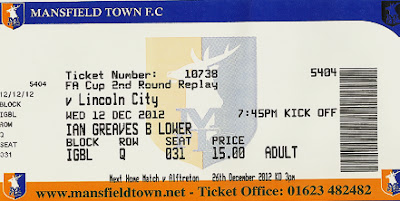 MANSFIELD TOWN F.C
Ticket Number: 10738
5404 FA Cup 2nd Round Replay 5404
v Lincoln City
12/12/12 WED 12 DEC 2012 7:45PM KICK OFF
BLOCK IAN GREAVES B LOWER
IGBL BLOCK ROW SEAT PRICE
ROW IGBL Q 031 15.00 ADULT
Q
SEAT
031
Next Home Match v Alfreton 26th December 2012 KO 3pm
www.mansfieldtown.net - Ticket Office: 01623 482482